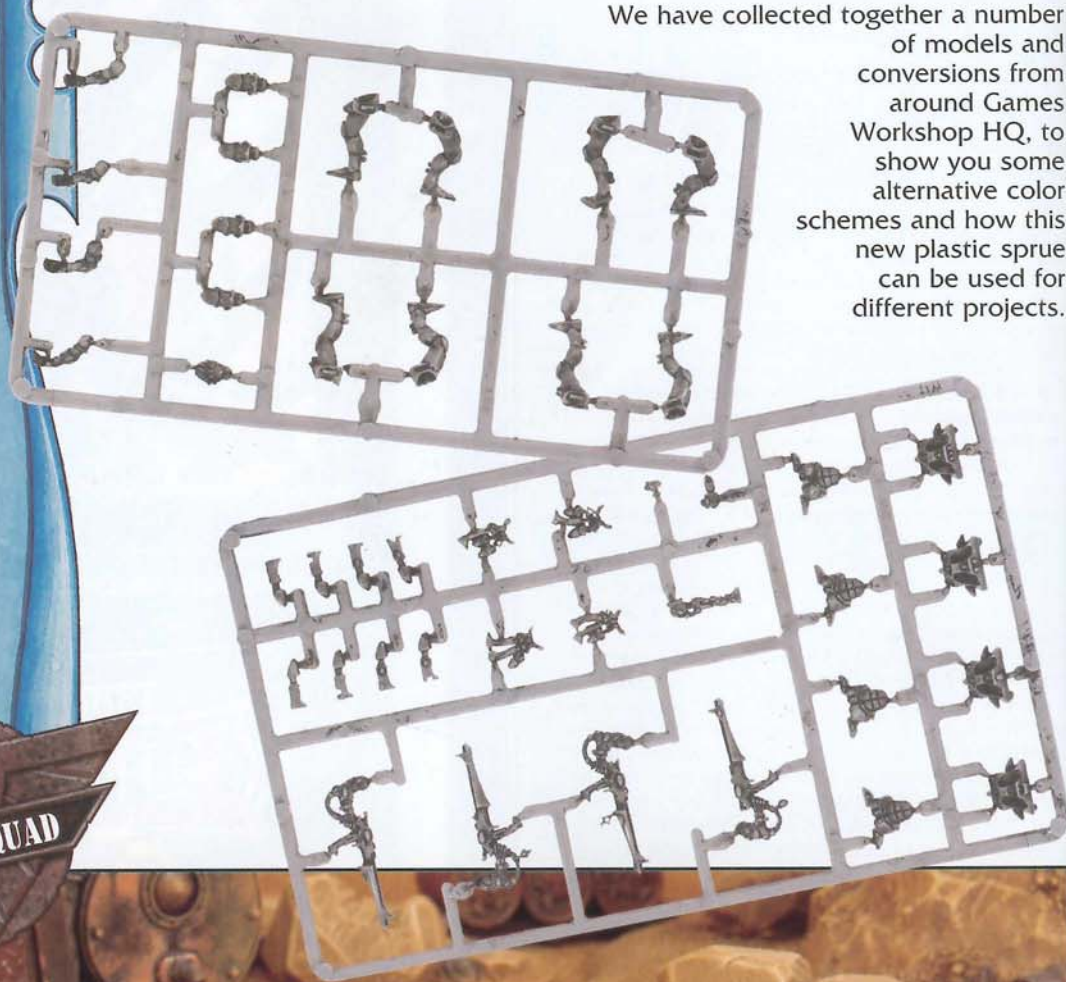 We have collected together a number
of models and
conversions from
around Games
Workshop HQ, to
show you some
alternative color
schemes and how this
new plastic sprue
can be used for
different projects.